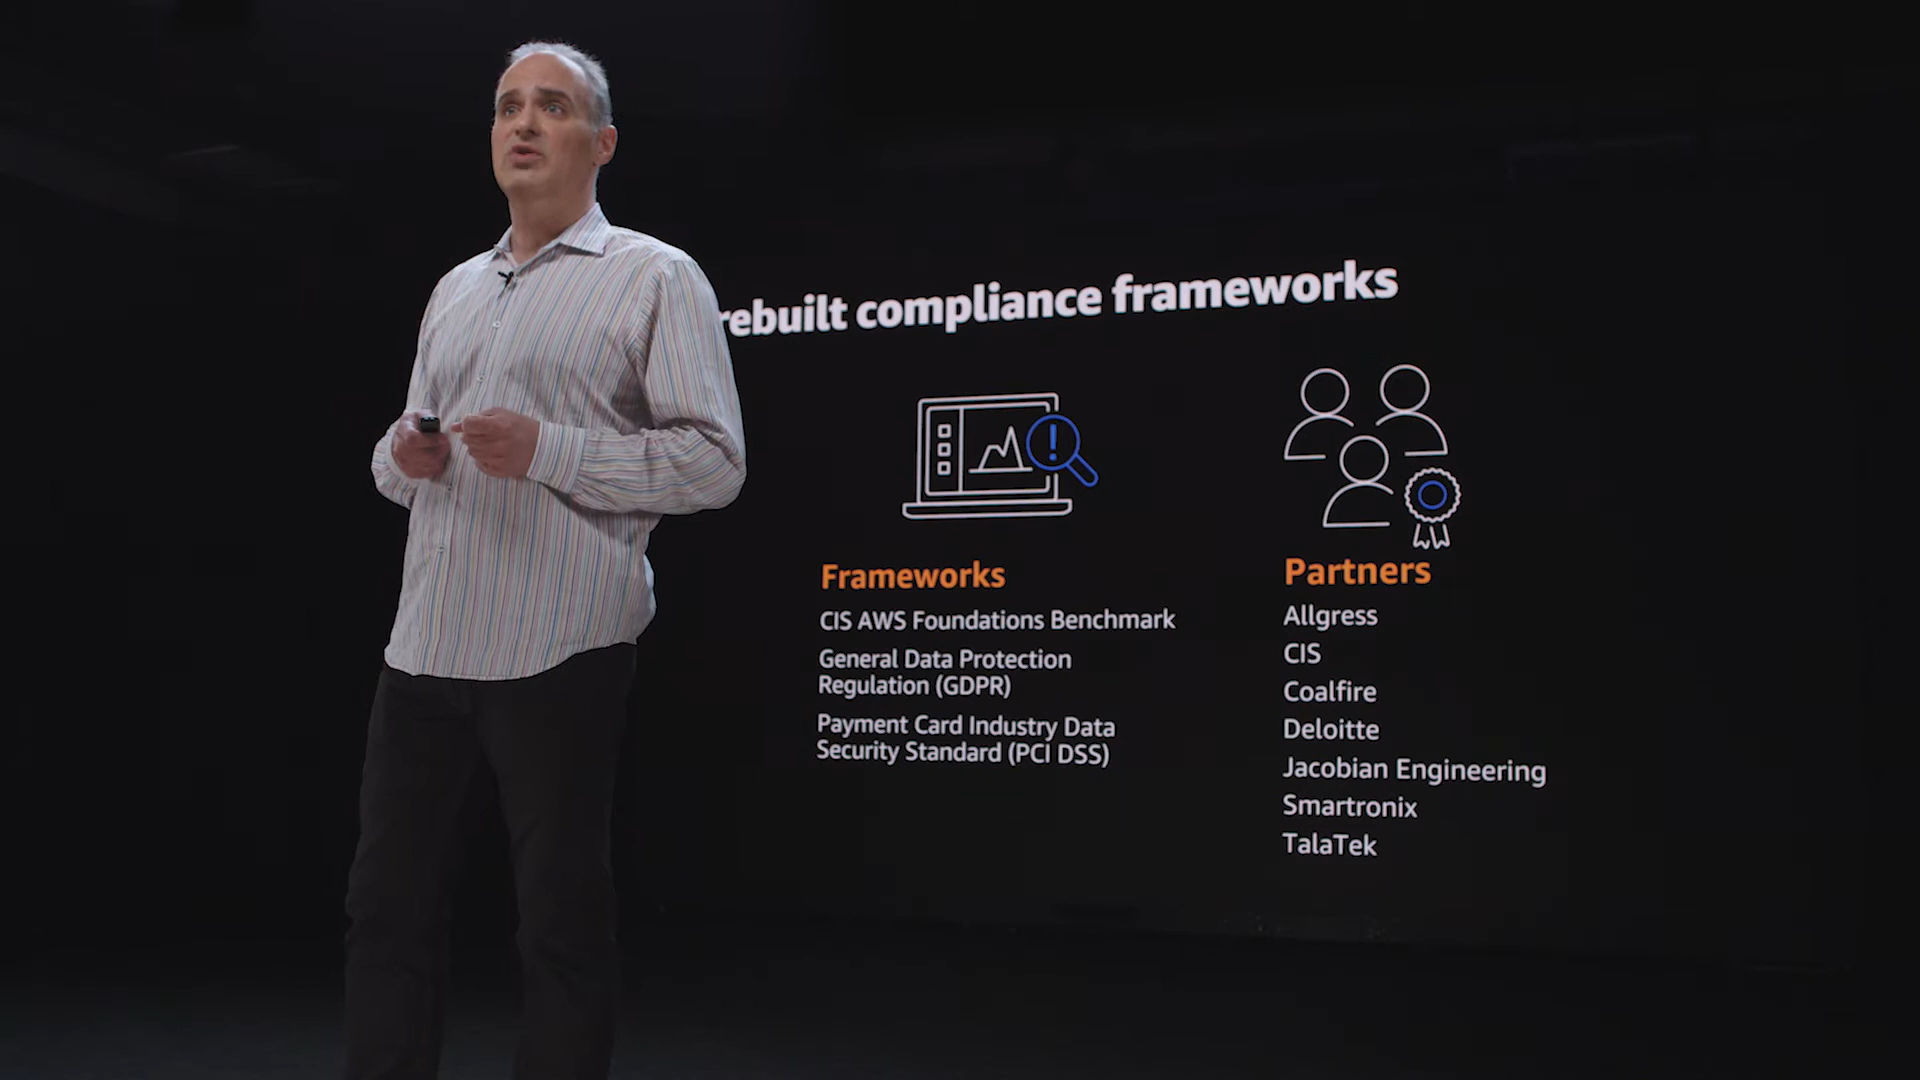 rebuilt compliance frameworks
Frameworks
CIS AWS Foundations Benchmark
General Data Protection
Regulation (GDPR)
Payment Card Industry Data
Security Standard (PCI DSS)
Partners
Allgress
CIS
Coalfire
Deloitte
Jacobian Engineering
Smartronix
TalaTek